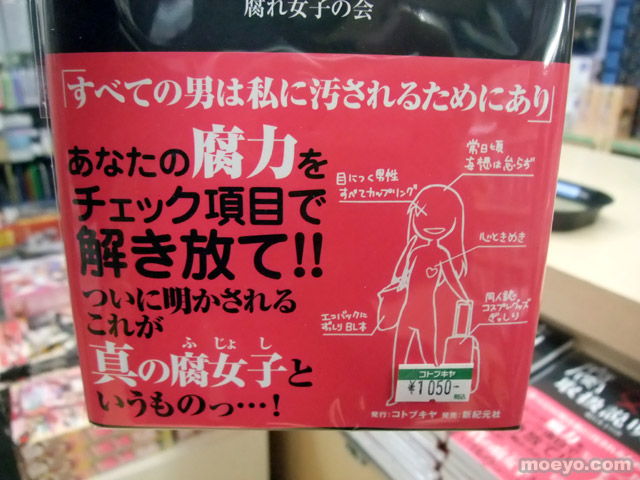 腐れ女子の会
「すべての男は私に汚されるためにあり」
あなたの腐力を
チェック項目で
解き放て!!
ついに明かされる
これが
真の腐女子と
ふじょし
いうものっ…!
常日頃
妄想は怠らず
目につく男性
すべてカップリング
心ときめき
同人誌
コスプレグッズ
ぎっしり
エコバックに
ずっしりBL本
コトブキヤ
¥1050-
税込
発行:コトブキヤ 発売:新紀元社
moeyo.com